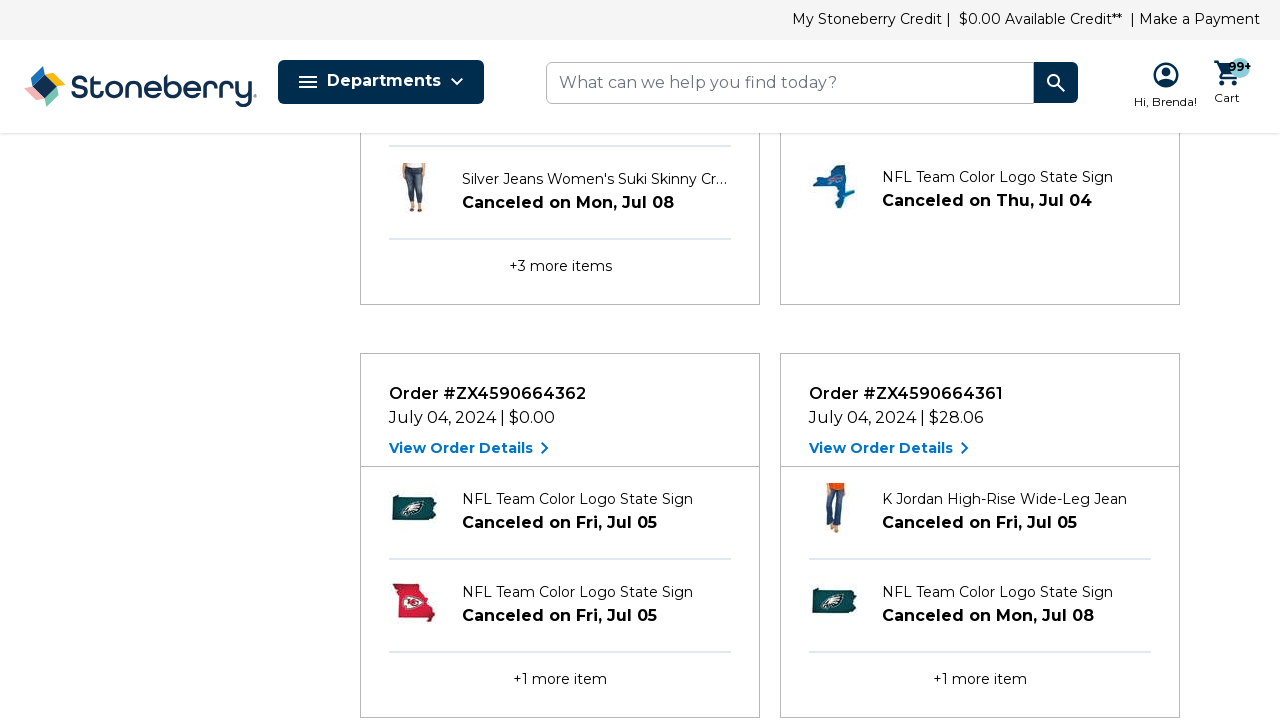 My Stoneberry Credit | $0.00 Available Credit** | Make a Payment
Stoneberry
Departments
What can we help you find today?
Hi, Brenda!
99+
Cart
Silver Jeans Women's Suki Skinny Cr...
Canceled on Mon, Jul 08
+3 more items
NFL Team Color Logo State Sign
Canceled on Thu, Jul 04
Order #ZX4590664362
July 04, 2024 | $0.00
View Order Details
NFL Team Color Logo State Sign
Canceled on Fri, Jul 05
NFL Team Color Logo State Sign
Canceled on Fri, Jul 05
+1 more item
Order #ZX4590664361
July 04, 2024 | $28.06
View Order Details
K Jordan High-Rise Wide-Leg Jean
Canceled on Fri, Jul 05
NFL Team Color Logo State Sign
Canceled on Mon, Jul 08
+1 more item